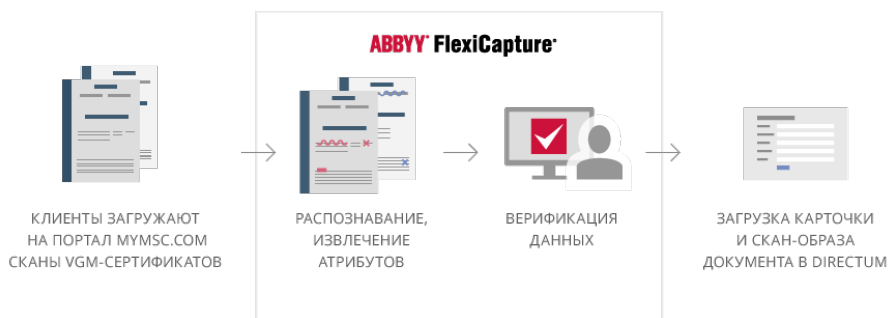 ABBYY® FlexiCapture®
КЛИЕНТЫ ЗАГРУЖАЮТ
НА ПОРТАЛ MYMSC.COM
СКАНЫ VGM-СЕРТИФИКАТОВ
РАСПОЗНАВАНИЕ,
ИЗВЛЕЧЕНИЕ
АТРИБУТОВ
ВЕРИФИКАЦИЯ
ДАННЫХ
ЗАГРУЗКА КАРТОЧКИ
И СКАН-ОБРАЗА
ДОКУМЕНТА В DIRECTUM